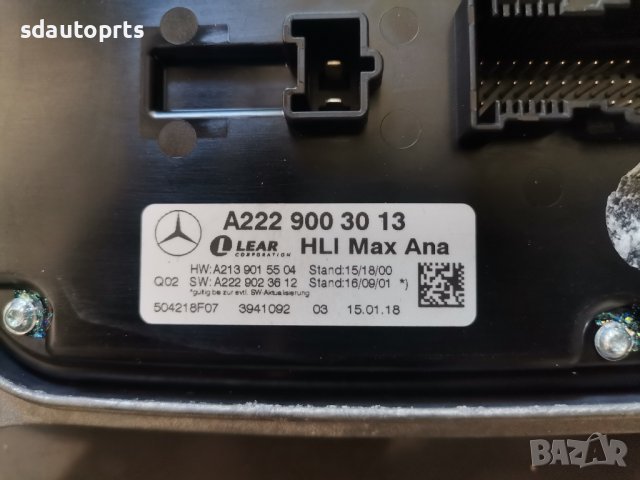 sdautoprts
A222 900 30 13
LEAR HLI Max Ana
CORPORATION
HW:A213 901 55 04 Stand:15/18/00
Q02 SW:A222 902 36 12 Stand:16/09/01 *)
*gültig bis zur evtl. SW-Aktualisierung
504218F07 3941092 03 15.01.18
BAZAR